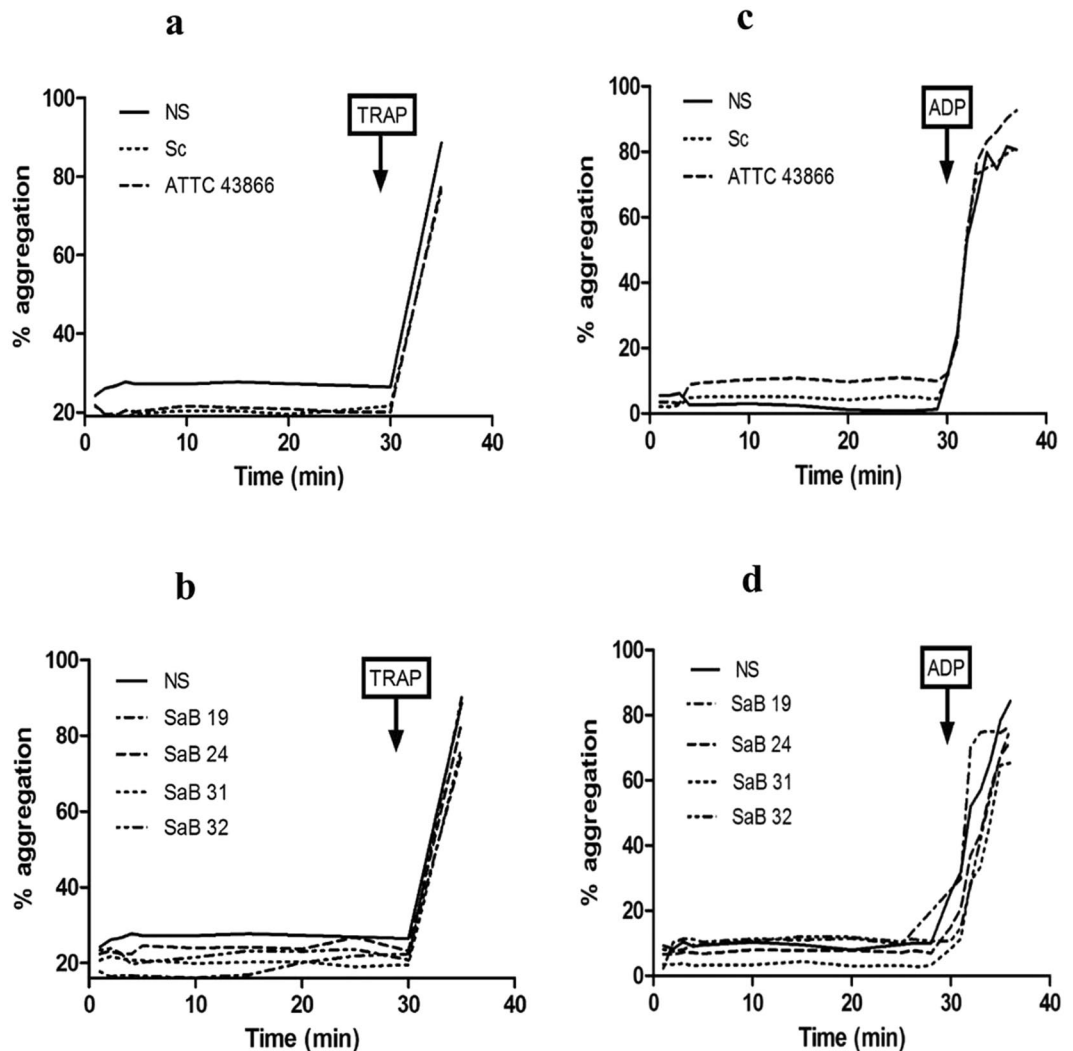 a
100
80
60
40
20
0
10
20
30
40
% aggregation
Time (min)
NS
Sc
ATTC 43866
TRAP
c
100
80
60
40
20
0
0
10
20
30
40
% aggregation
Time (min)
NS
Sc
ATTC 43866
ADP
b
100
80
60
40
20
0
10
20
30
40
% aggregation
Time (min)
NS
SaB 19
SaB 24
SaB 31
SaB 32
TRAP
d
100
80
60
40
20
0
0
10
20
30
40
% aggregation
Time (min)
NS
SaB 19
SaB 24
SaB 31
SaB 32
ADP